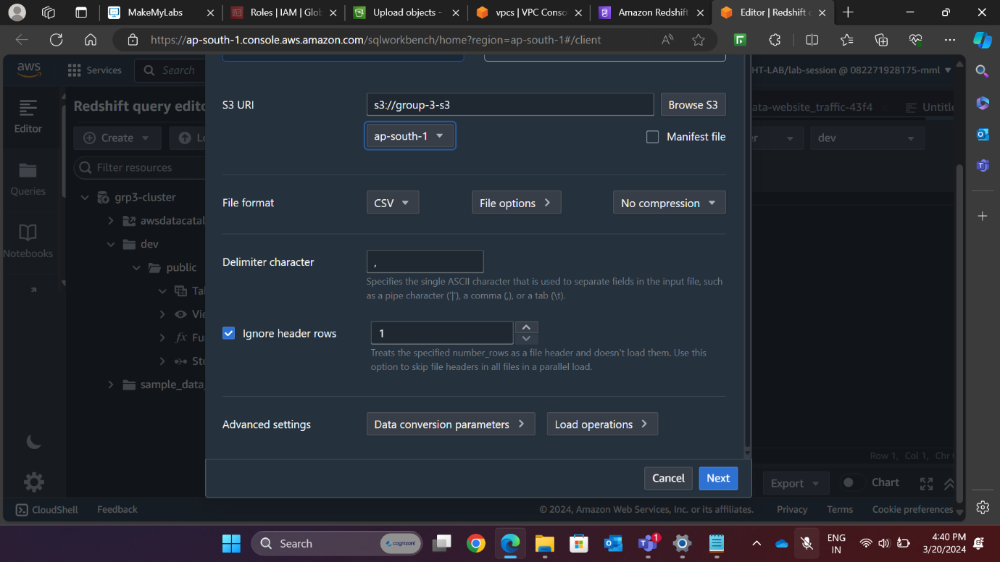 MakeMyLabs
Roles | IAM | Glob
Upload objects -
vpcs | VPC Conso
Amazon Redshift
Editor | Redshift
https://ap-south-1.console.aws.amazon.com/sqlworkbench/home?region=ap-south-1#/client
aws
Services
Search
HT-LAB/lab-session @ 082271928175-mml
Editor
Queries
Notebooks
Redshift query edito
Create
Filter resources
grp3-cluster
awsdatacatal
dev
public
Tal
Vie
Fu
Sto
sample_data_
S3 URI
s3://group-3-s3
Browse S3
ap-south-1
Manifest file
File format
CSV
File options
No compression
Delimiter character
,
Specifies the single ASCII character that is used to separate fields in the input file, such
as a pipe character ('|'), a comma (,), or a tab (\t).
Ignore header rows
1
Treats the specified number_rows as a file header and doesn't load them. Use this
option to skip file headers in all files in a parallel load.
Advanced settings
Data conversion parameters
Load operations
Cancel
Next
ata-website_traffic-43f4
Untitle
er
dev
Row 1, Col 1, Chr
Export
Chart
CloudShell
Feedback
© 2024, Amazon Web Services, Inc. or its affiliates.
Privacy
Terms
Cookie preferences
Search
cognizant
1
ENG
IN
4:40 PM
3/20/2024